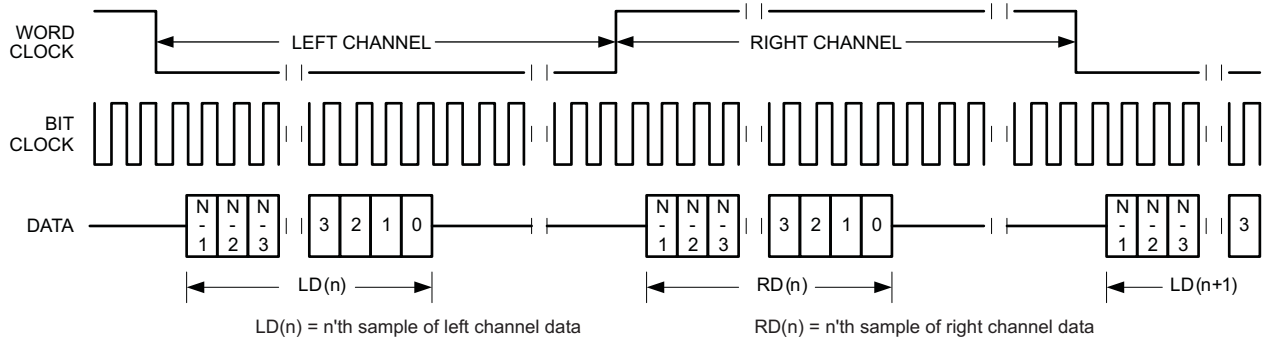 WORD
CLOCK
LEFT CHANNEL
RIGHT CHANNEL
BIT
CLOCK
DATA
N-1 N-2 N-3 3 2 1 0 N-1 N-2 N-3 3 2 1 0 N-1 N-2 N-3 3
LD(n) RD(n) LD(n+1)
LD(n) = n'th sample of left channel data
RD(n) = n'th sample of right channel data